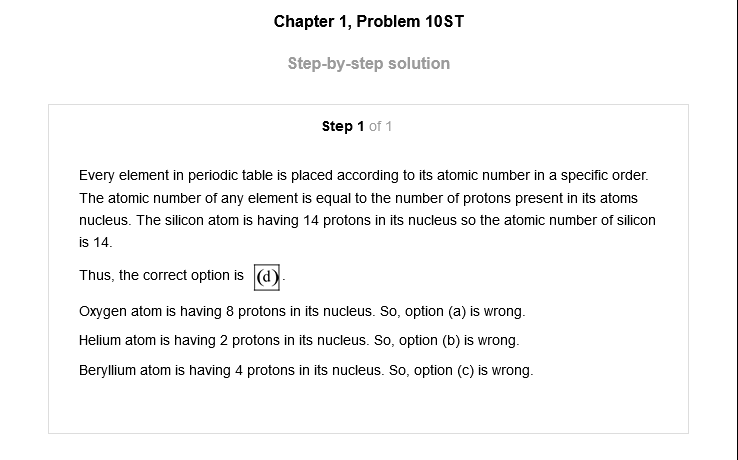 Chapter 1, Problem 10ST
Step-by-step solution
Step 1 of 1
Every element in periodic table is placed according to its atomic number in a specific order.
The atomic number of any element is equal to the number of protons present in its atoms
nucleus. The silicon atom is having 14 protons in its nucleus so the atomic number of silicon
is 14.
Thus, the correct option is (d).
Oxygen atom is having 8 protons in its nucleus. So, option (a) is wrong.
Helium atom is having 2 protons in its nucleus. So, option (b) is wrong.
Beryllium atom is having 4 protons in its nucleus. So, option (c) is wrong.